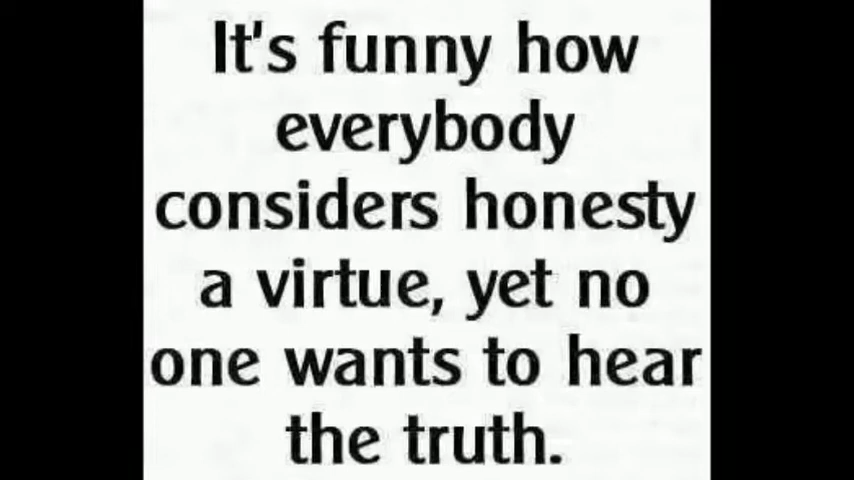 It's funny how
everybody
considers honesty
a virtue, yet no
one wants to hear
the truth.